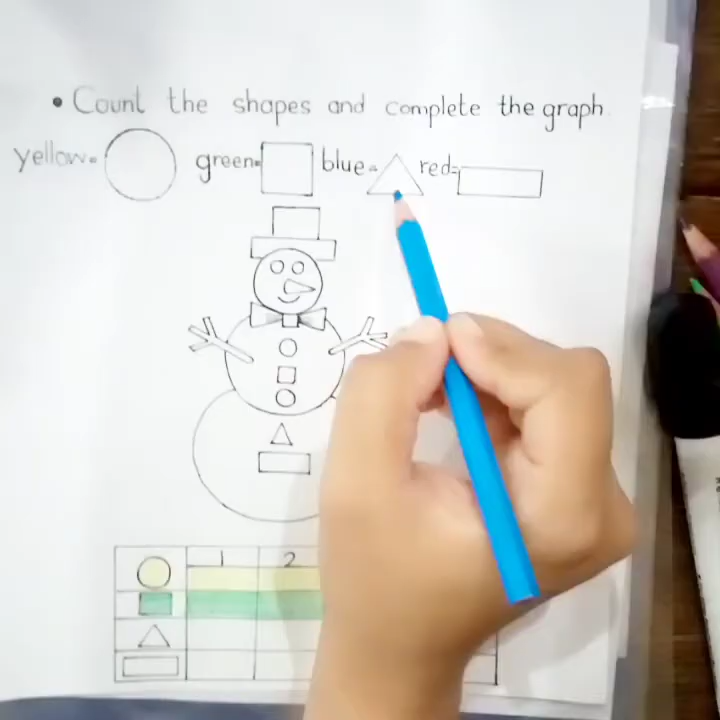 • Count the shapes and complete the graph
yellow= green= blue= red=
1 2